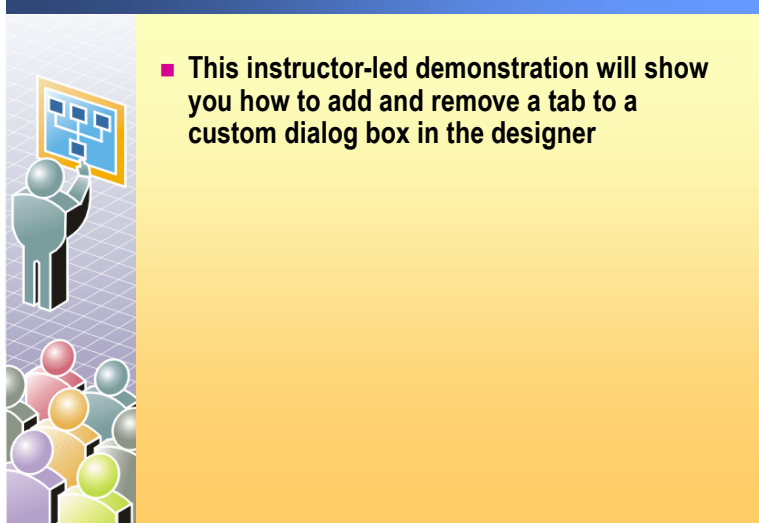 This instructor-led demonstration will show
you how to add and remove a tab to a
custom dialog box in the designer